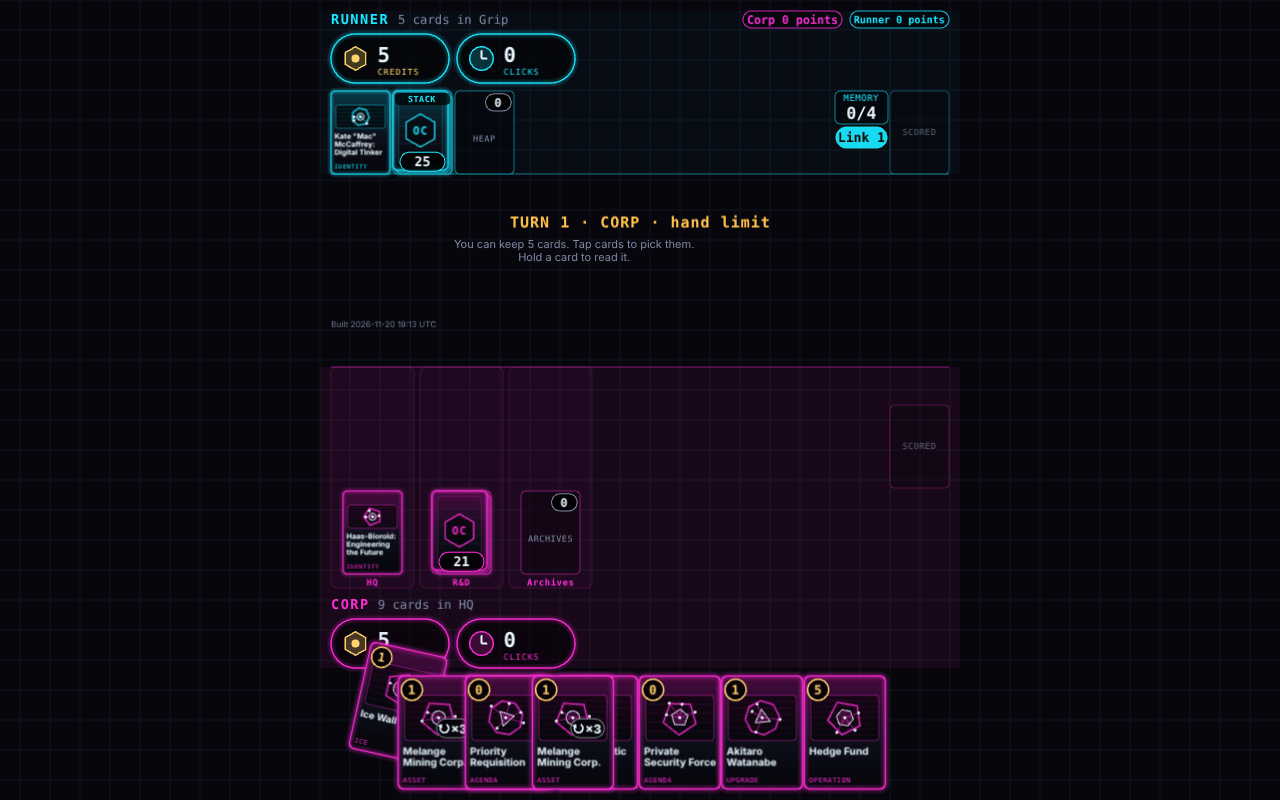 RUNNER 5 cards in Grip
Corp 0 points
Runner 0 points
5
CREDITS
0
CLICKS
Kate "Mac"
McCaffrey:
Digital Tinker
IDENTITY
STACK
OC
25
0
HEAP
MEMORY
0/4
Link 1
SCORED
TURN 1 · CORP · hand limit
You can keep 5 cards. Tap cards to pick them.
Hold a card to read it.
Built 2026-11-20 19:13 UTC
SCORED
Haas-Bioroid:
Engineering
the Future
IDENTITY
HQ
OC
21
R&D
0
ARCHIVES
Archives
CORP 9 cards in HQ
5
0
CLICKS
1
Ice Wall
ICE
1
×3
Melange
Mining Corp.
ASSET
0
Priority
Requisition
AGENDA
1
×3
Melange
Mining Corp.
ASSET
tic
0
Private
Security Force
AGENDA
1
Akitaro
Watanabe
UPGRADE
5
Hedge Fund
OPERATION